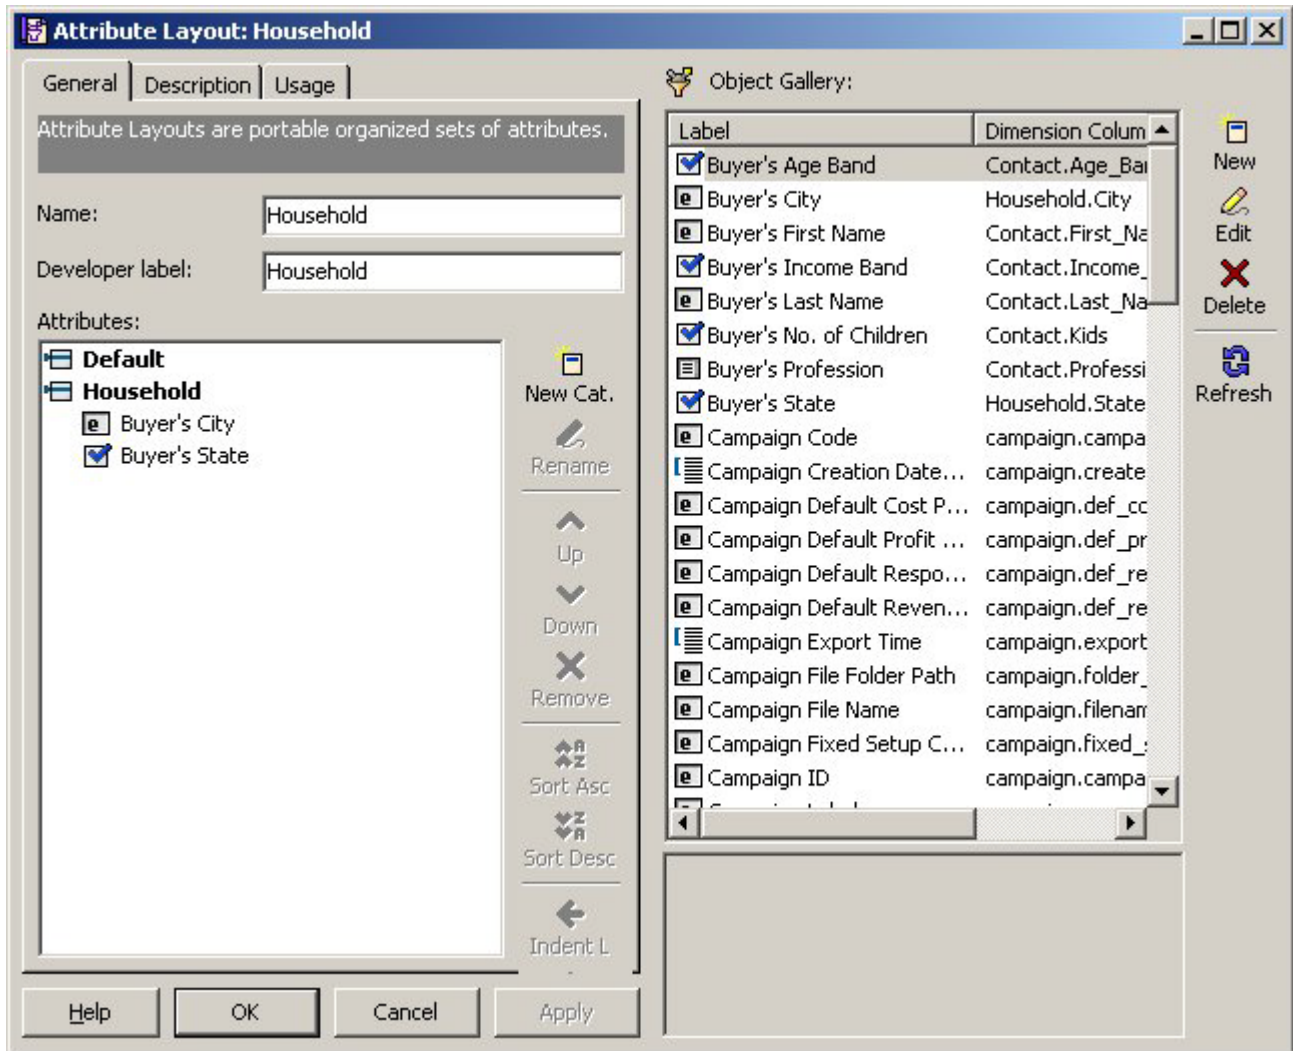 Attribute Layout: Household
General
Description
Usage
Attribute Layouts are portable organized sets of attributes.
Name:
Household
Developer label:
Household
Attributes:
Default
Household
Buyer's City
Buyer's State
New Cat.
Rename
Up
Down
Remove
Sort Asc
Sort Desc
Indent L
Help
OK
Cancel
Apply
Object Gallery:
Label Dimension Colum
Buyer's Age Band Contact.Age_Bar
Buyer's City Household.City
Buyer's First Name Contact.First_Na
Buyer's Income Band Contact.Income_
Buyer's Last Name Contact.Last_Na
Buyer's No. of Children Contact.Kids
Buyer's Profession Contact.Professi
Buyer's State Household.State
Campaign Code campaign.campa
Campaign Creation Date... campaign.create
Campaign Default Cost P... campaign.def_cc
Campaign Default Profit ... campaign.def_pr
Campaign Default Respo... campaign.def_re
Campaign Default Reven... campaign.def_re
Campaign Export Time campaign.export
Campaign File Folder Path campaign.folder_
Campaign File Name campaign.filenam
Campaign Fixed Setup C... campaign.fixed_
Campaign ID campaign.campa
New
Edit
Delete
Refresh